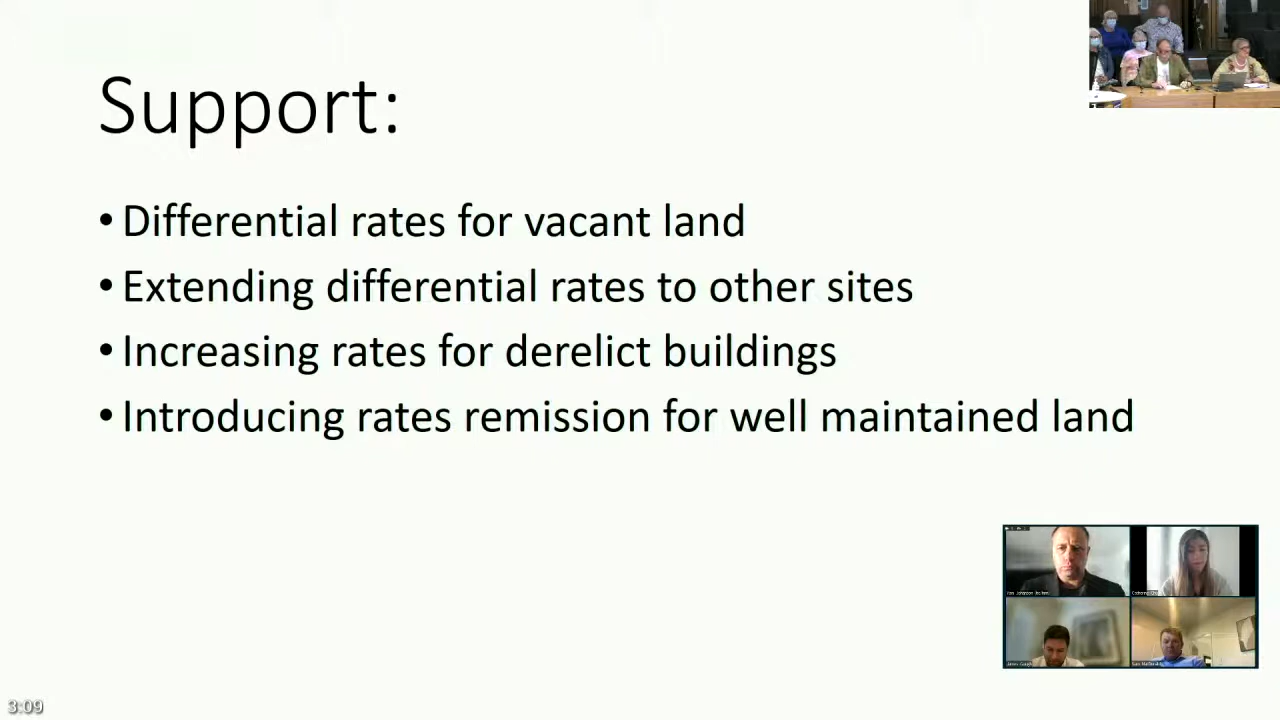 Support:
• Differential rates for vacant land
• Extending differential rates to other sites
• Increasing rates for derelict buildings
• Introducing rates remission for well maintained land
3:09